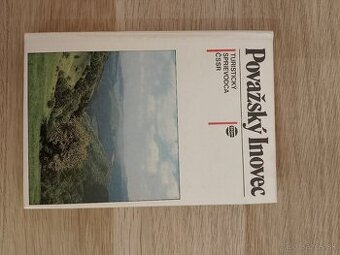 Považský Inovec
TURISTICKÝ
SPRIEVODCA
ČSSR